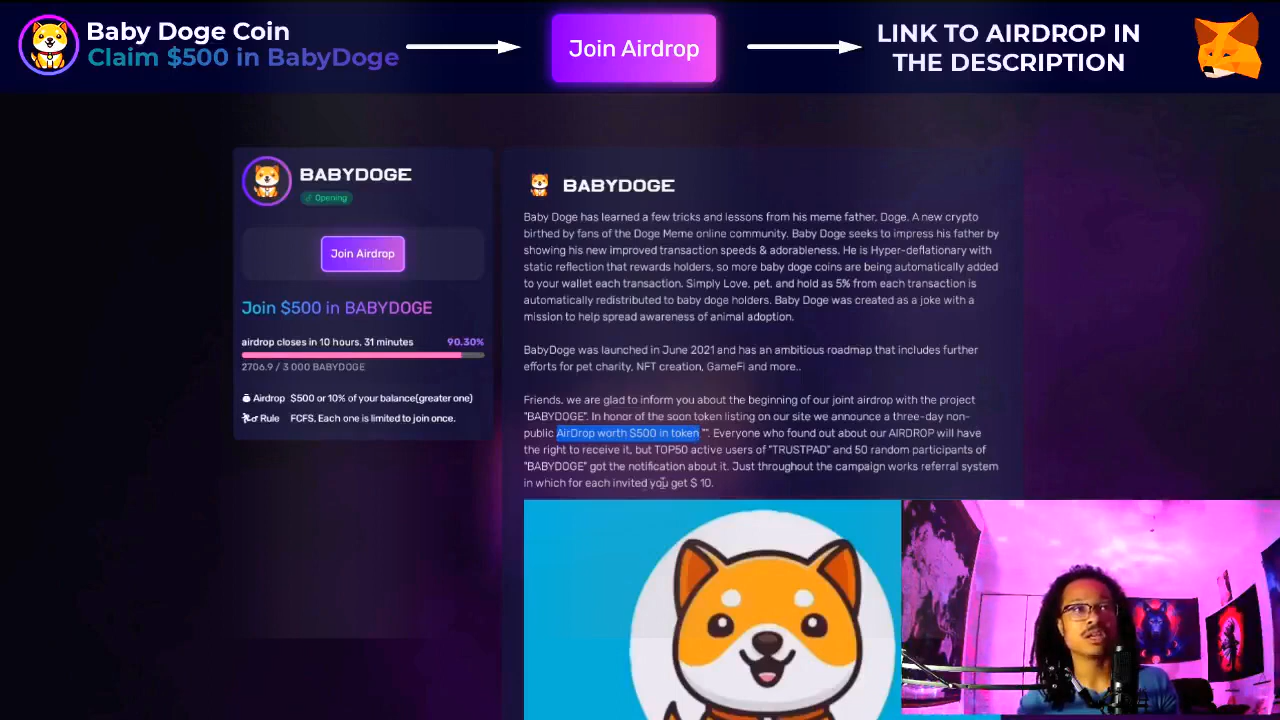 Baby Doge Coin
Claim $500 in BabyDoge
Join Airdrop
LINK TO AIRDROP IN
THE DESCRIPTION
BABYDOGE
Opening
Join Airdrop
Join $500 in BABYDOGE
airdrop closes in 10 hours. 31 minutes 90.30%
2706.9 / 3 000 BABYDOGE
Airdrop $500 or 10% of your balance(greater one)
Rule FCFS, Each one is limited to join once.
BABYDOGE
Baby Doge has learned a few tricks and lessons from his meme father, Doge. A new crypto
birthed by fans of the Doge Meme online community. Baby Doge seeks to impress his father by
showing his new improved transaction speeds & adorableness. He is Hyper-deflationary with
static reflection that rewards holders, so more baby doge coins are being automatically added
to your wallet each transaction. Simply Love, pet, and hold as 5% from each transaction is
automatically redistributed to baby doge holders. Baby Doge was created as a joke with a
mission to help spread awareness of animal adoption.
BabyDoge was launched in June 2021 and has an ambitious roadmap that includes further
efforts for pet charity, NFT creation, GameFi and more..
Friends, we are glad to inform you about the beginning of our joint airdrop with the project
"BABYDOGE". In honor of the soon token listing on our site we announce a three-day non-
public AirDrop worth $500 in token "". Everyone who found out about our AIRDROP will have
the right to receive it, but TOP50 active users of "TRUSTPAD" and 50 random participants of
"BABYDOGE" got the notification about it. Just throughout the campaign works referral system
in which for each invited you get $ 10.